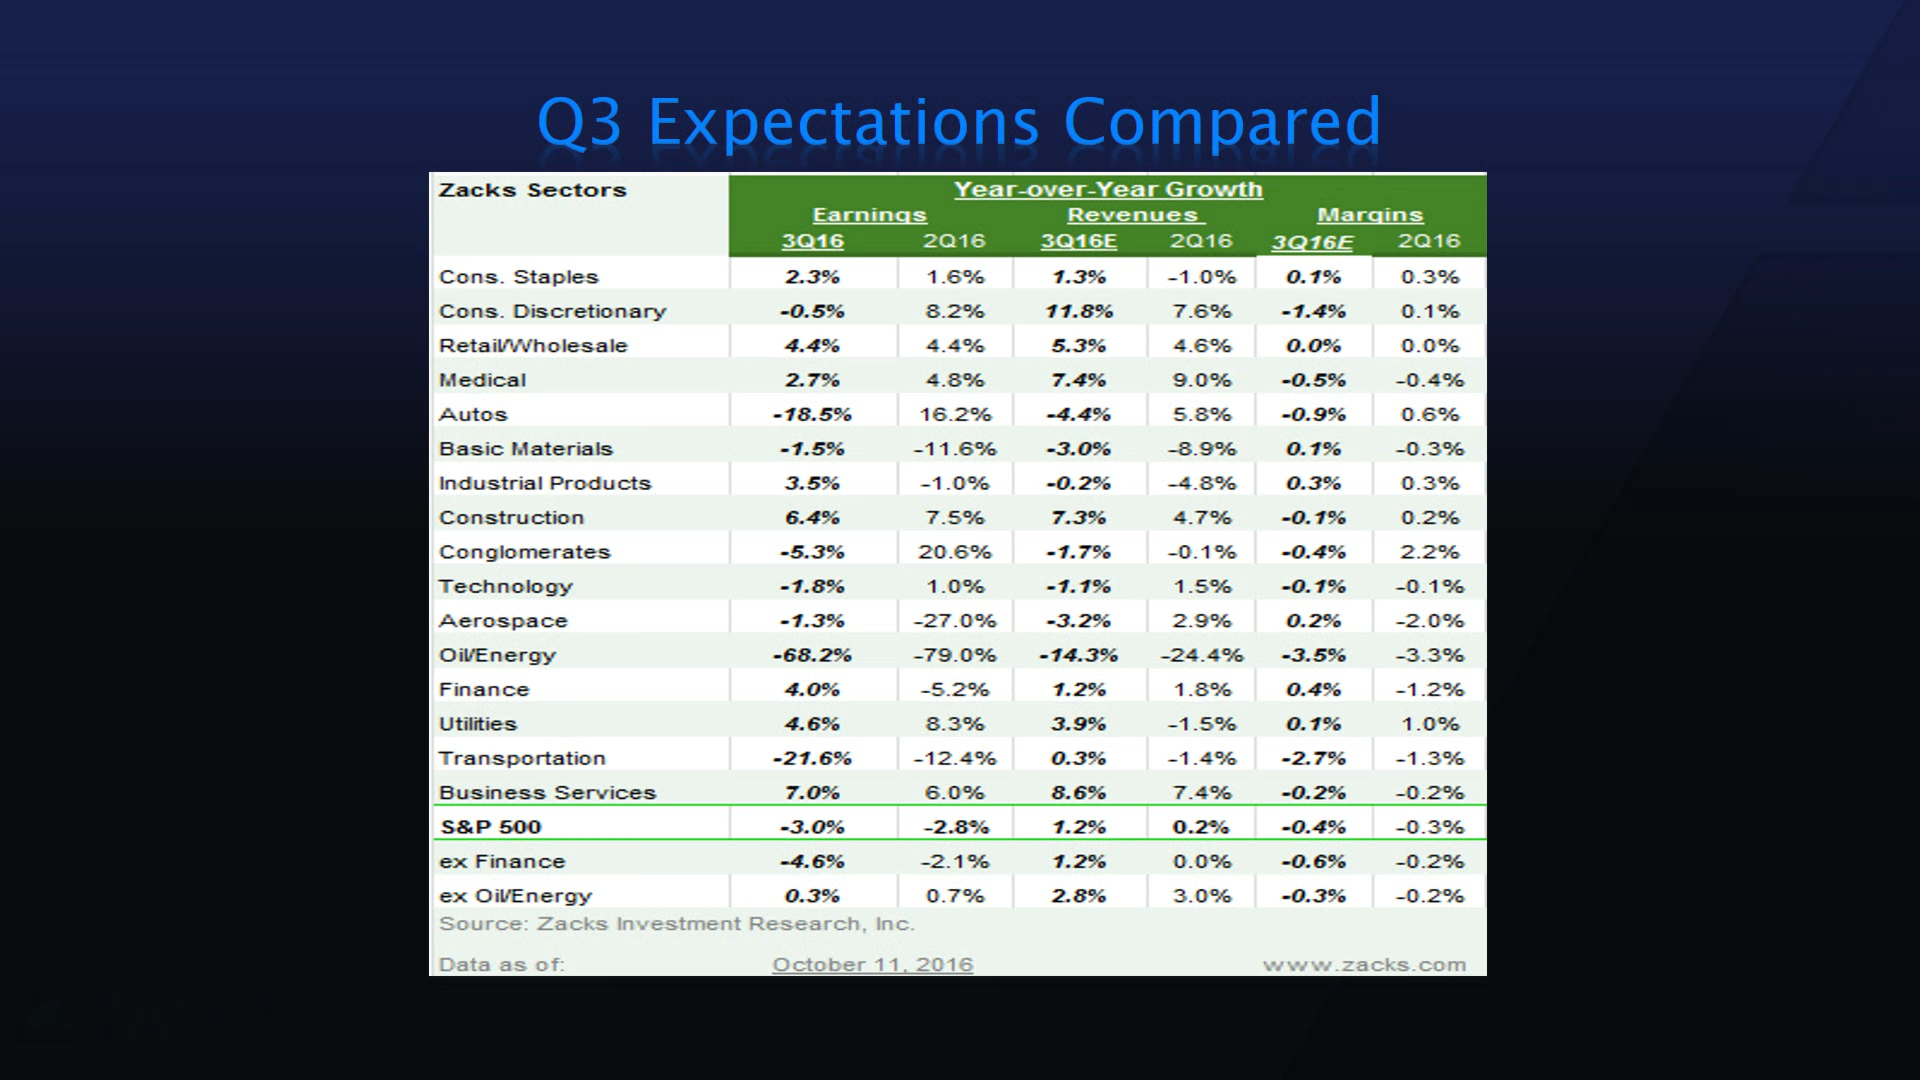 Q3 Expectations Compared
Zacks Sectors Year-over-Year Growth
Earnings Revenues Margins
3Q16 2Q16 3Q16E 2Q16 3Q16E 2Q16
Cons. Staples 2.3% 1.6% 1.3% -1.0% 0.1% 0.3%
Cons. Discretionary -0.5% 8.2% 11.8% 7.6% -1.4% 0.1%
Retail/Wholesale 4.4% 4.4% 5.3% 4.6% 0.0% 0.0%
Medical 2.7% 4.8% 7.4% 9.0% -0.5% -0.4%
Autos -18.5% 16.2% -4.4% 5.8% -0.9% 0.6%
Basic Materials -1.5% -11.6% -3.0% -8.9% 0.1% -0.3%
Industrial Products 3.5% -1.0% -0.2% -4.8% 0.3% 0.3%
Construction 6.4% 7.5% 7.3% 4.7% -0.1% 0.2%
Conglomerates -5.3% 20.6% -1.7% -0.1% -0.4% 2.2%
Technology -1.8% 1.0% -1.1% 1.5% -0.1% -0.1%
Aerospace -1.3% -27.0% -3.2% 2.9% 0.2% -2.0%
Oil/Energy -68.2% -79.0% -14.3% -24.4% -3.5% -3.3%
Finance 4.0% -5.2% 1.2% 1.8% 0.4% -1.2%
Utilities 4.6% 8.3% 3.9% -1.5% 0.1% 1.0%
Transportation -21.6% -12.4% 0.3% -1.4% -2.7% -1.3%
Business Services 7.0% 6.0% 8.6% 7.4% -0.2% -0.2%
S&P 500 -3.0% -2.8% 1.2% 0.2% -0.4% -0.3%
ex Finance -4.6% -2.1% 1.2% 0.0% -0.6% -0.2%
ex Oil/Energy 0.3% 0.7% 2.8% 3.0% -0.3% -0.2%
Source: Zacks Investment Research, Inc.
Data as of: October 11, 2016 www.zacks.com